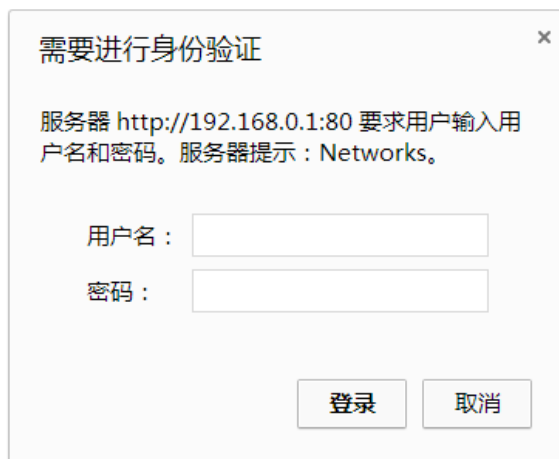 需要进行身份验证
服务器 http://192.168.0.1:80 要求用户输入用
户名和密码。服务器提示：Networks。
用户名：
密码：
登录 取消